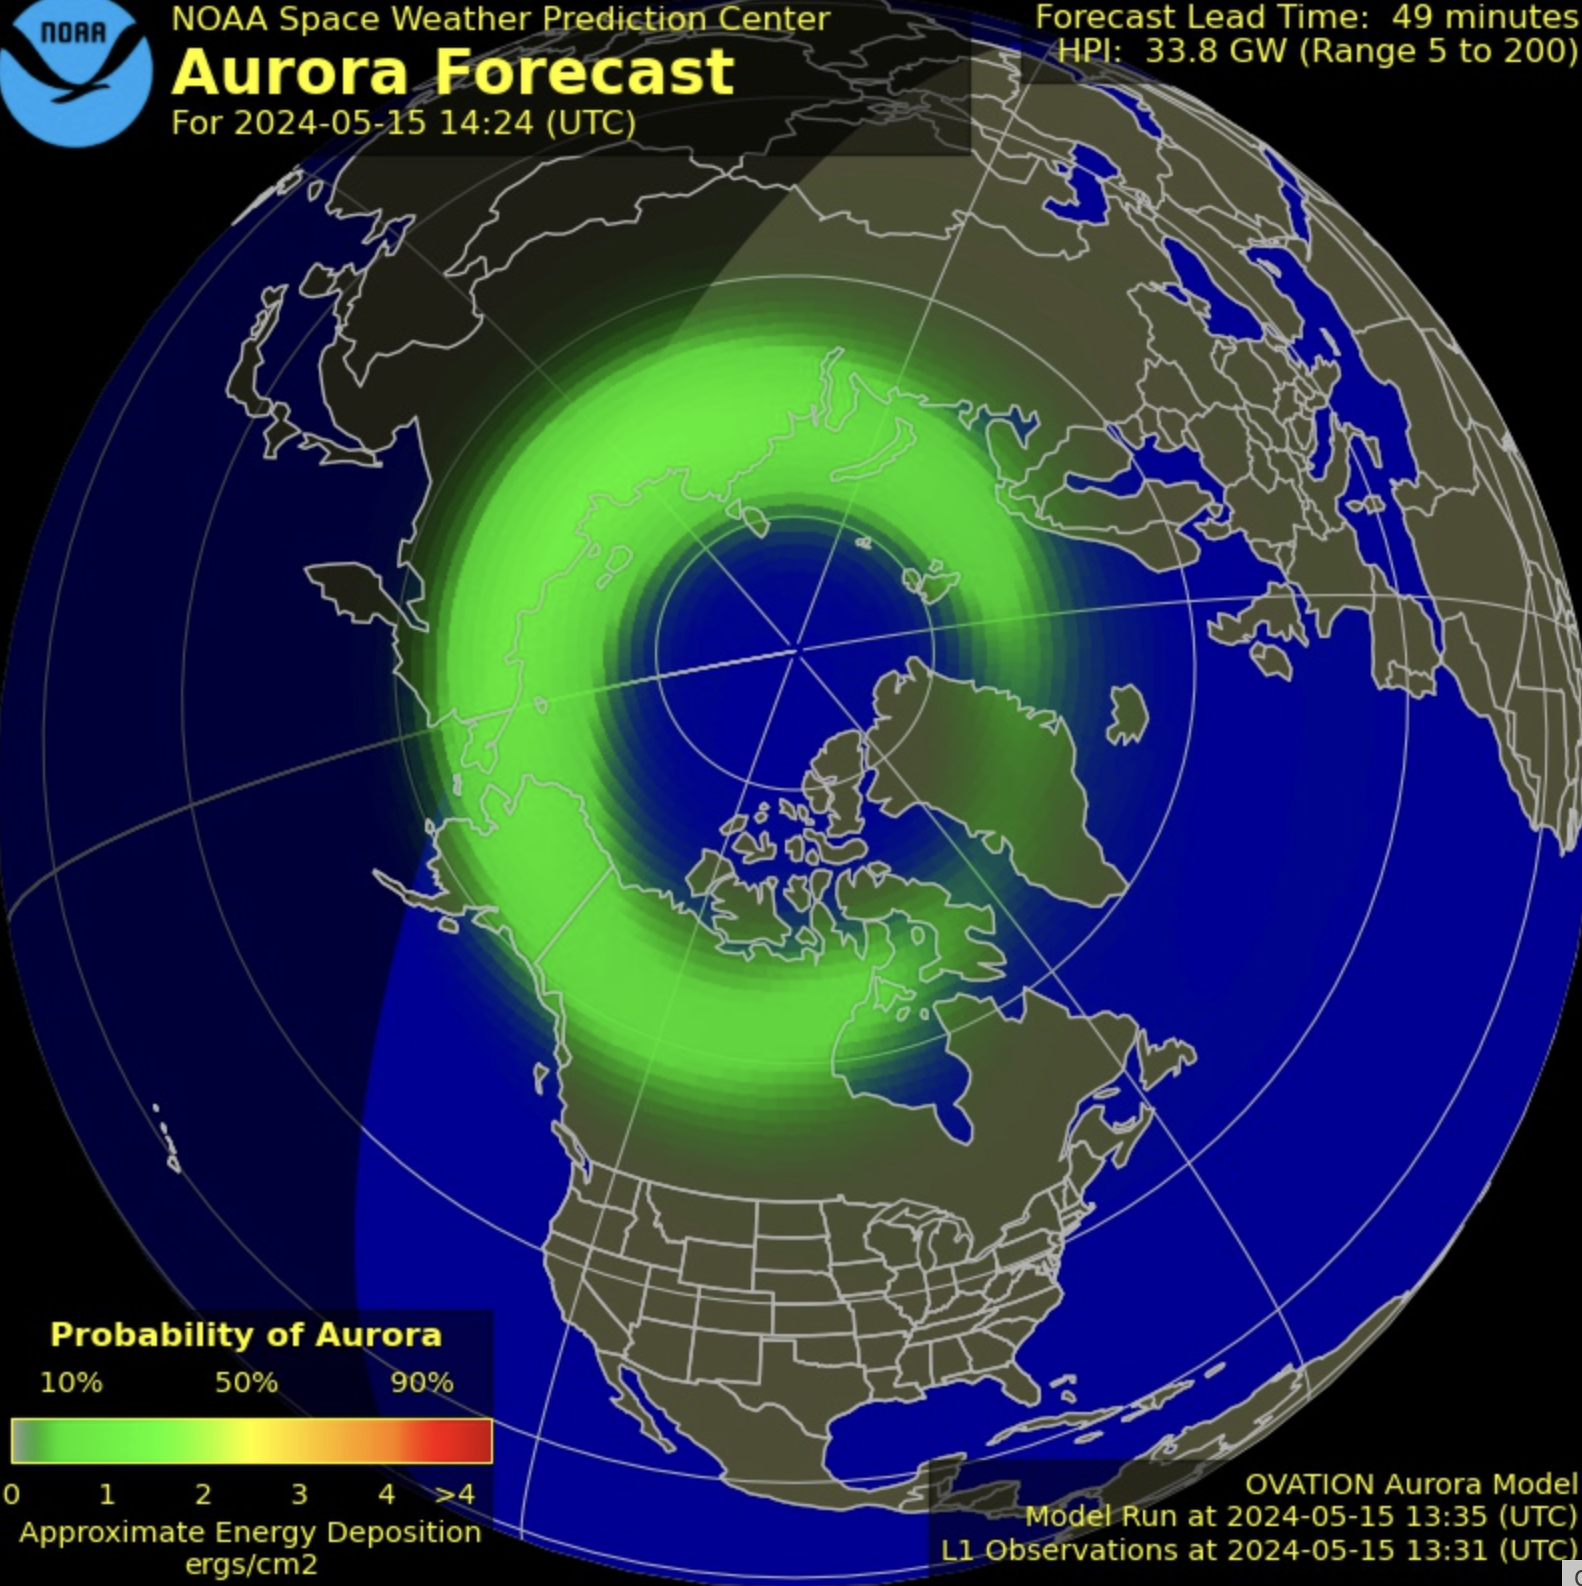 NOAA
NOAA Space Weather Prediction Center
Aurora Forecast
For 2024-05-15 14:24 (UTC)
Forecast Lead Time: 49 minutes
HPI: 33.8 GW (Range 5 to 200)
Probability of Aurora
10% 50% 90%
0 1 2 3 4 >4
Approximate Energy Deposition
ergs/cm2
OVATION Aurora Model
Model Run at 2024-05-15 13:35 (UTC)
L1 Observations at 2024-05-15 13:31 (UTC)